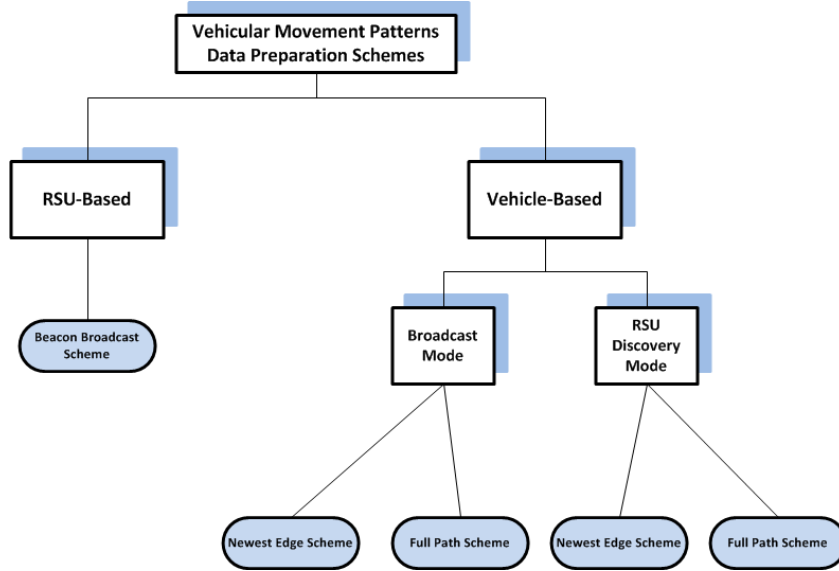 Vehicular Movement Patterns
Data Preparation Schemes
RSU-Based
Vehicle-Based
Beacon Broadcast
Scheme
Broadcast
Mode
RSU
Discovery
Mode
Newest Edge Scheme
Full Path Scheme
Newest Edge Scheme
Full Path Scheme